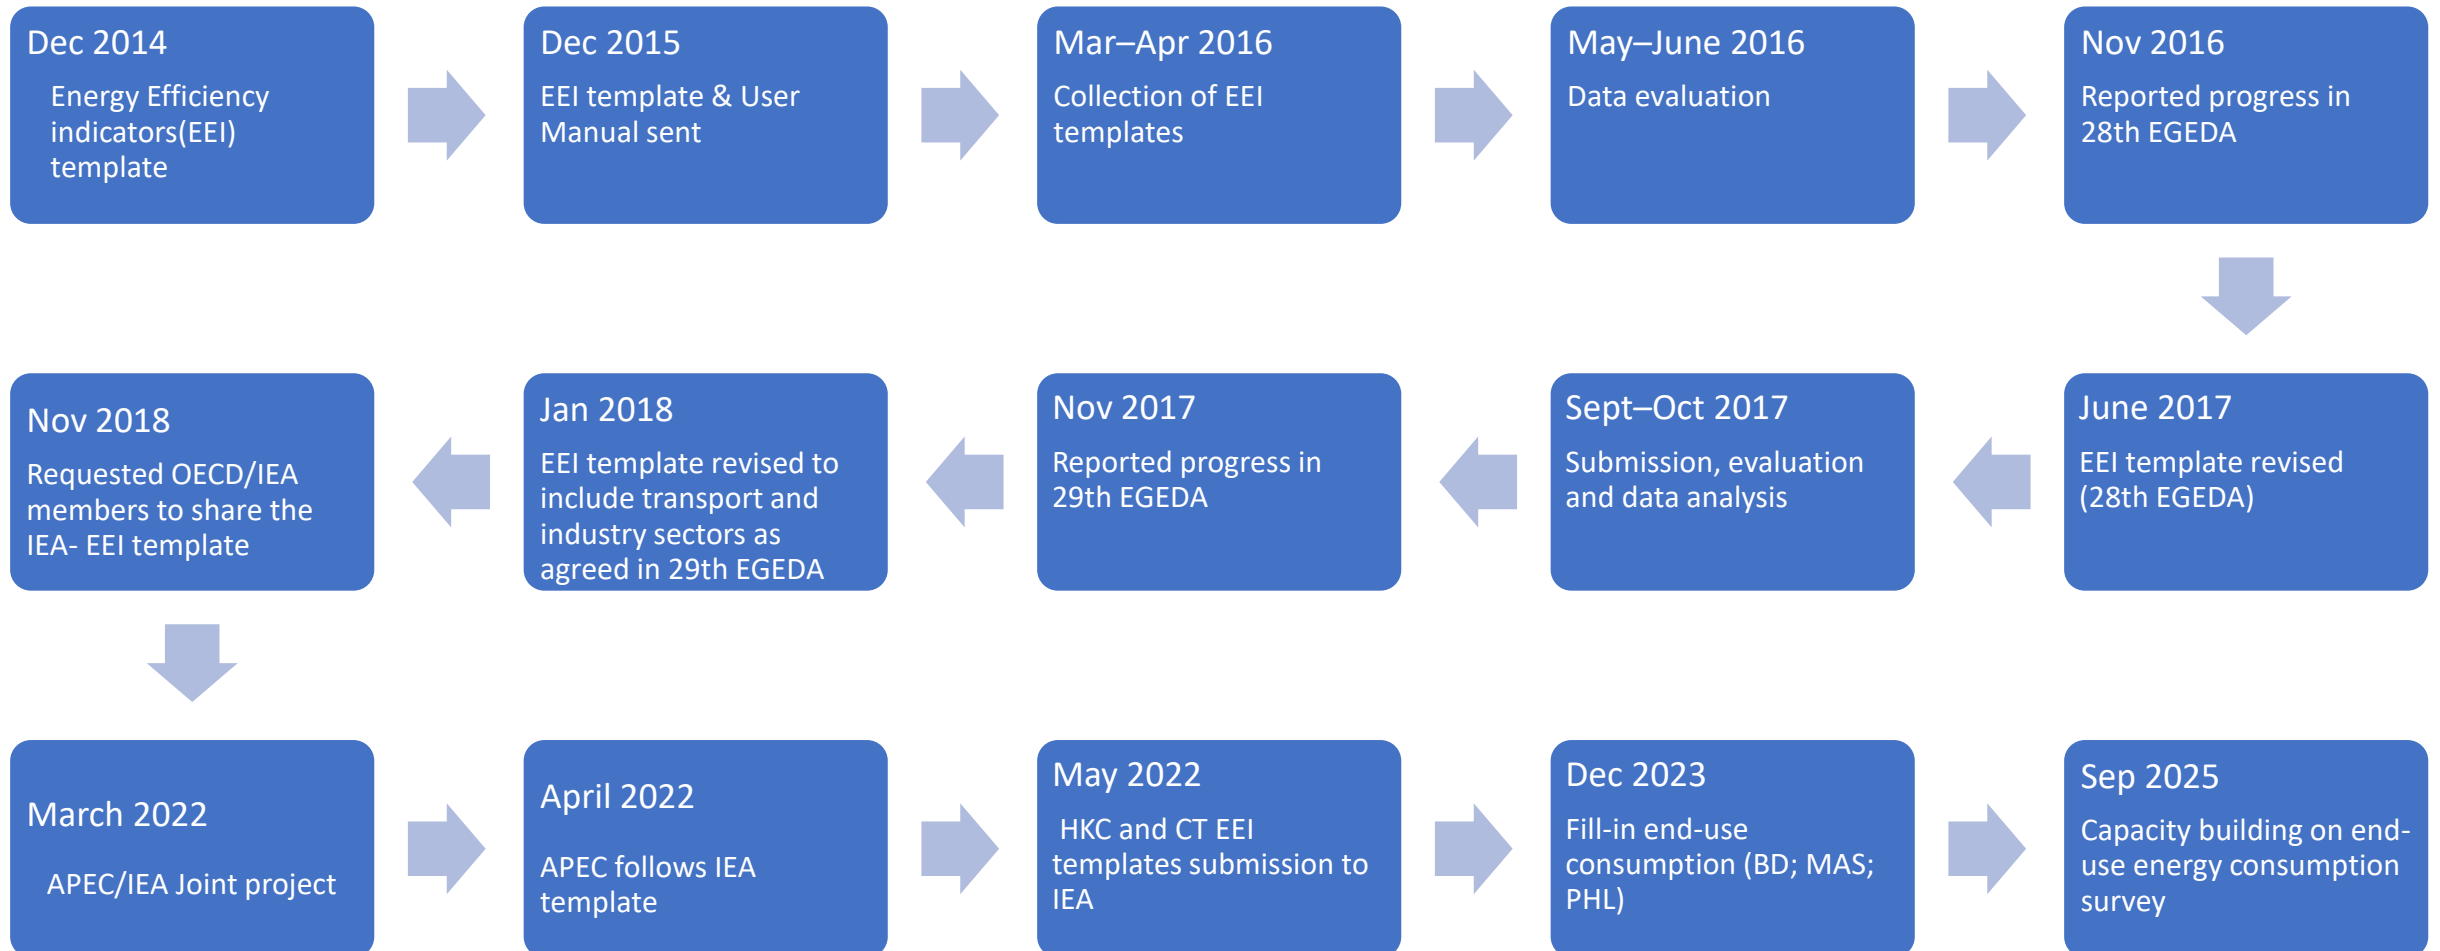 Dec 2014
Energy Efficiency
indicators(EEI)
template
Dec 2015
EEI template & User
Manual sent
Mar–Apr 2016
Collection of EEI
templates
May–June 2016
Data evaluation
Nov 2016
Reported progress in
28th EGEDA
June 2017
EEI template revised
(28th EGEDA)
Sept–Oct 2017
Submission, evaluation
and data analysis
Nov 2017
Reported progress in
29th EGEDA
Jan 2018
EEI template revised to
include transport and
industry sectors as
agreed in 29th EGEDA
Nov 2018
Requested OECD/IEA
members to share the
IEA- EEI template
March 2022
APEC/IEA Joint project
April 2022
APEC follows IEA
template
May 2022
HKC and CT EEI
templates submission to
IEA
Dec 2023
Fill-in end-use
consumption (BD; MAS;
PHL)
Sep 2025
Capacity building on end-
use energy consumption
survey